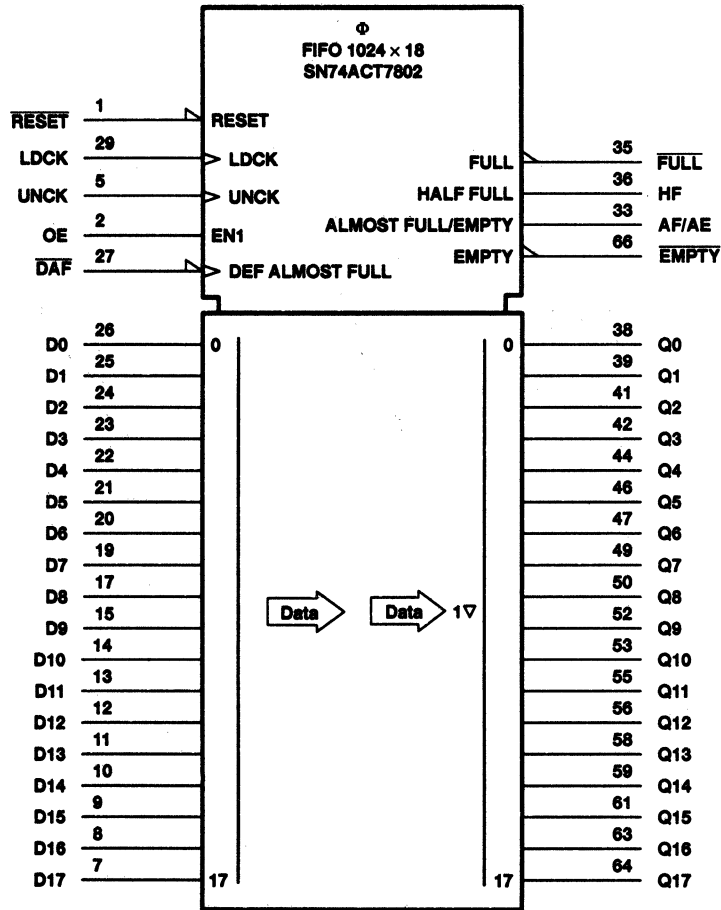 Φ
FIFO 1024 × 18
SN74ACT7802
RESET 1 RESET
LDCK 29 LDCK
UNCK 5 UNCK
OE 2 EN1
DAF 27 DEF ALMOST FULL
FULL 35 FULL
HALF FULL 36 HF
ALMOST FULL/EMPTY 33 AF/AE
EMPTY 66 EMPTY
D0 26 0 0 38 Q0
D1 25 39 Q1
D2 24 41 Q2
D3 23 42 Q3
D4 22 44 Q4
D5 21 46 Q5
D6 20 47 Q6
D7 19 49 Q7
D8 17 50 Q8
Data Data 1▽
D9 15 52 Q9
D10 14 53 Q10
D11 13 55 Q11
D12 12 56 Q12
D13 11 58 Q13
D14 10 59 Q14
D15 9 61 Q15
D16 8 63 Q16
D17 7 17 17 64 Q17